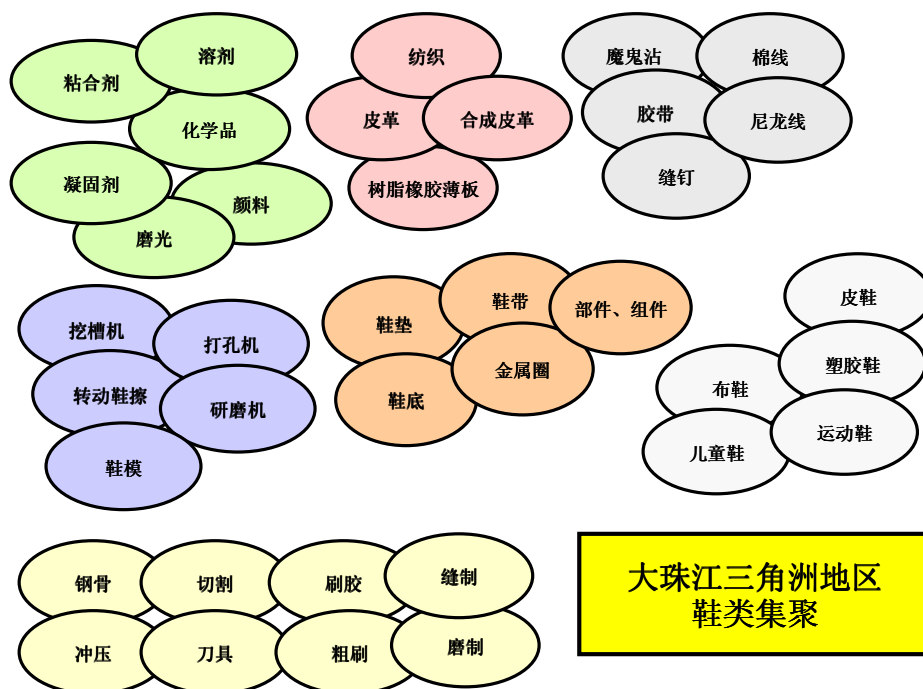 粘合剂
溶剂
化学品
凝固剂
颜料
磨光
纺织
皮革
合成皮革
树脂橡胶薄板
魔鬼沾
棉线
胶带
尼龙线
缝钉
挖槽机
打孔机
转动鞋擦
研磨机
鞋模
鞋垫
鞋带
部件、组件
金属圈
鞋底
皮鞋
塑胶鞋
布鞋
运动鞋
儿童鞋
钢骨
切割
刷胶
缝制
冲压
刀具
粗刷
磨制
大珠江三角洲地区
鞋类集聚